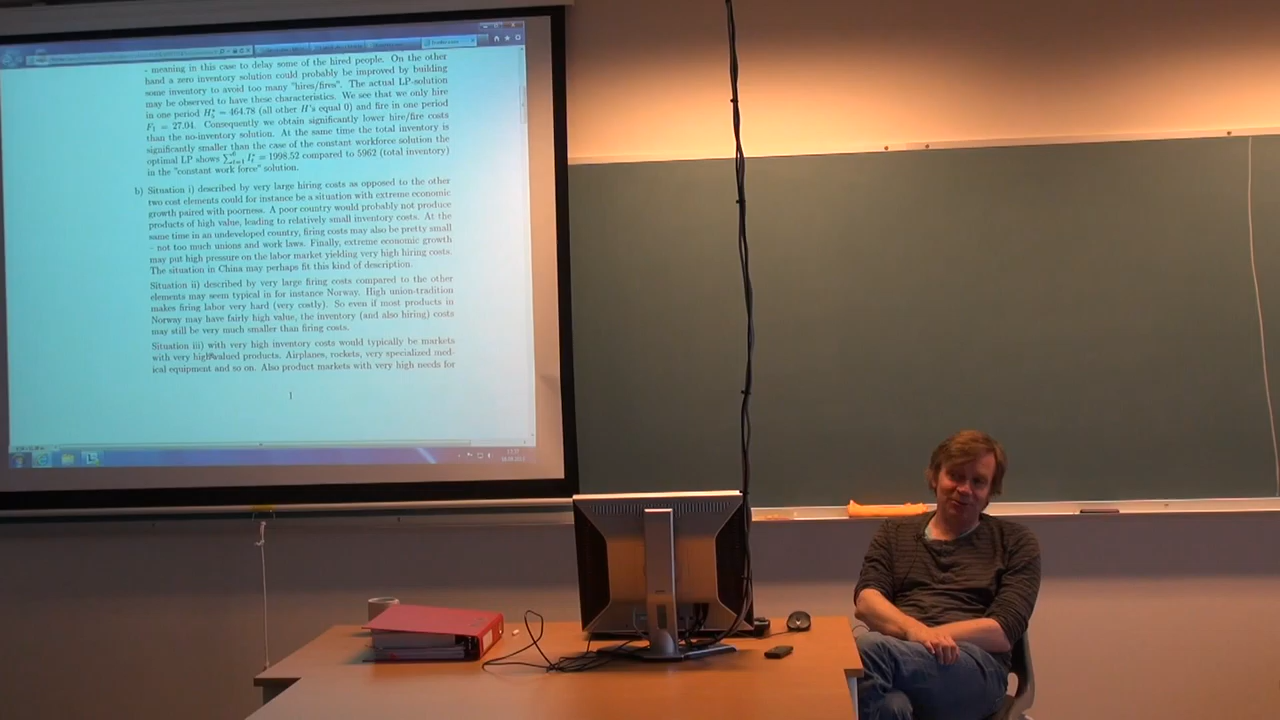 - meaning in this case to delay some of the hired people. On the other
hand a zero inventory solution could probably be improved by building
some inventory to avoid too many "hires/fires". The actual LP-solution
may be observed to have these characteristics. We see that we only hire
in one period H₅* = 464.78 (all other H's equal 0) and fire in one period
F₁ = 27.04. Consequently we obtain significantly lower hire/fire costs
than the no-inventory solution. At the same time the total inventory is
significantly smaller than the case of the constant workforce solution the
optimal LP shows ∑ I* = 1998.52 compared to 5962 (total inventory)
in the "constant work force" solution.
b) Situation i) described by very large hiring costs as opposed to the other
two cost elements could for instance be a situation with extreme economic
growth paired with poorness. A poor country would probably not produce
products of high value, leading to relatively small inventory costs. At the
same time in an undeveloped country, firing costs may also be pretty small
– not too much unions and work laws. Finally, extreme economic growth
may put high pressure on the labor market yielding very high hiring costs.
The situation in China may perhaps fit this kind of description.
Situation ii) described by very large firing costs compared to the other
elements may seem typical in for instance Norway. High union-tradition
makes firing labor very hard (very costly). So even if most products in
Norway may have fairly high value, the inventory (and also hiring) costs
may still be very much smaller than firing costs.
Situation iii) with very high inventory costs would typically be markets
with very high valued products. Airplanes, rockets, very specialized med-
ical equipment and so on. Also product markets with very high needs for
1